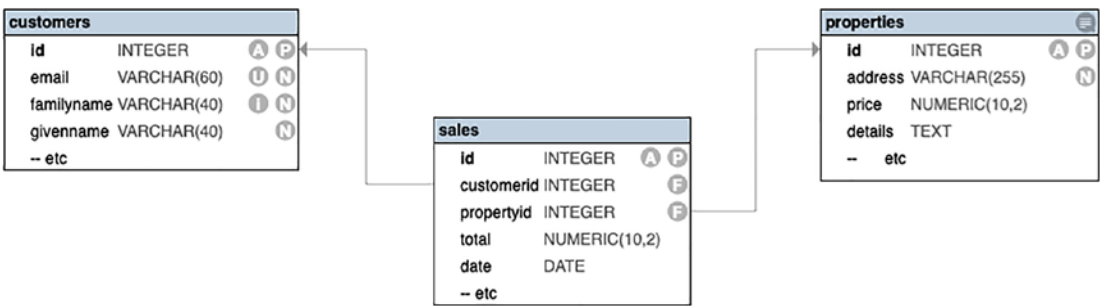 customers
id INTEGER A P
email VARCHAR(60) U N
familyname VARCHAR(40) I N
givenname VARCHAR(40) N
-- etc
sales
id INTEGER A P
customerid INTEGER F
propertyid INTEGER F
total NUMERIC(10,2)
date DATE
-- etc
properties
id INTEGER A P
address VARCHAR(255) N
price NUMERIC(10,2)
details TEXT
-- etc